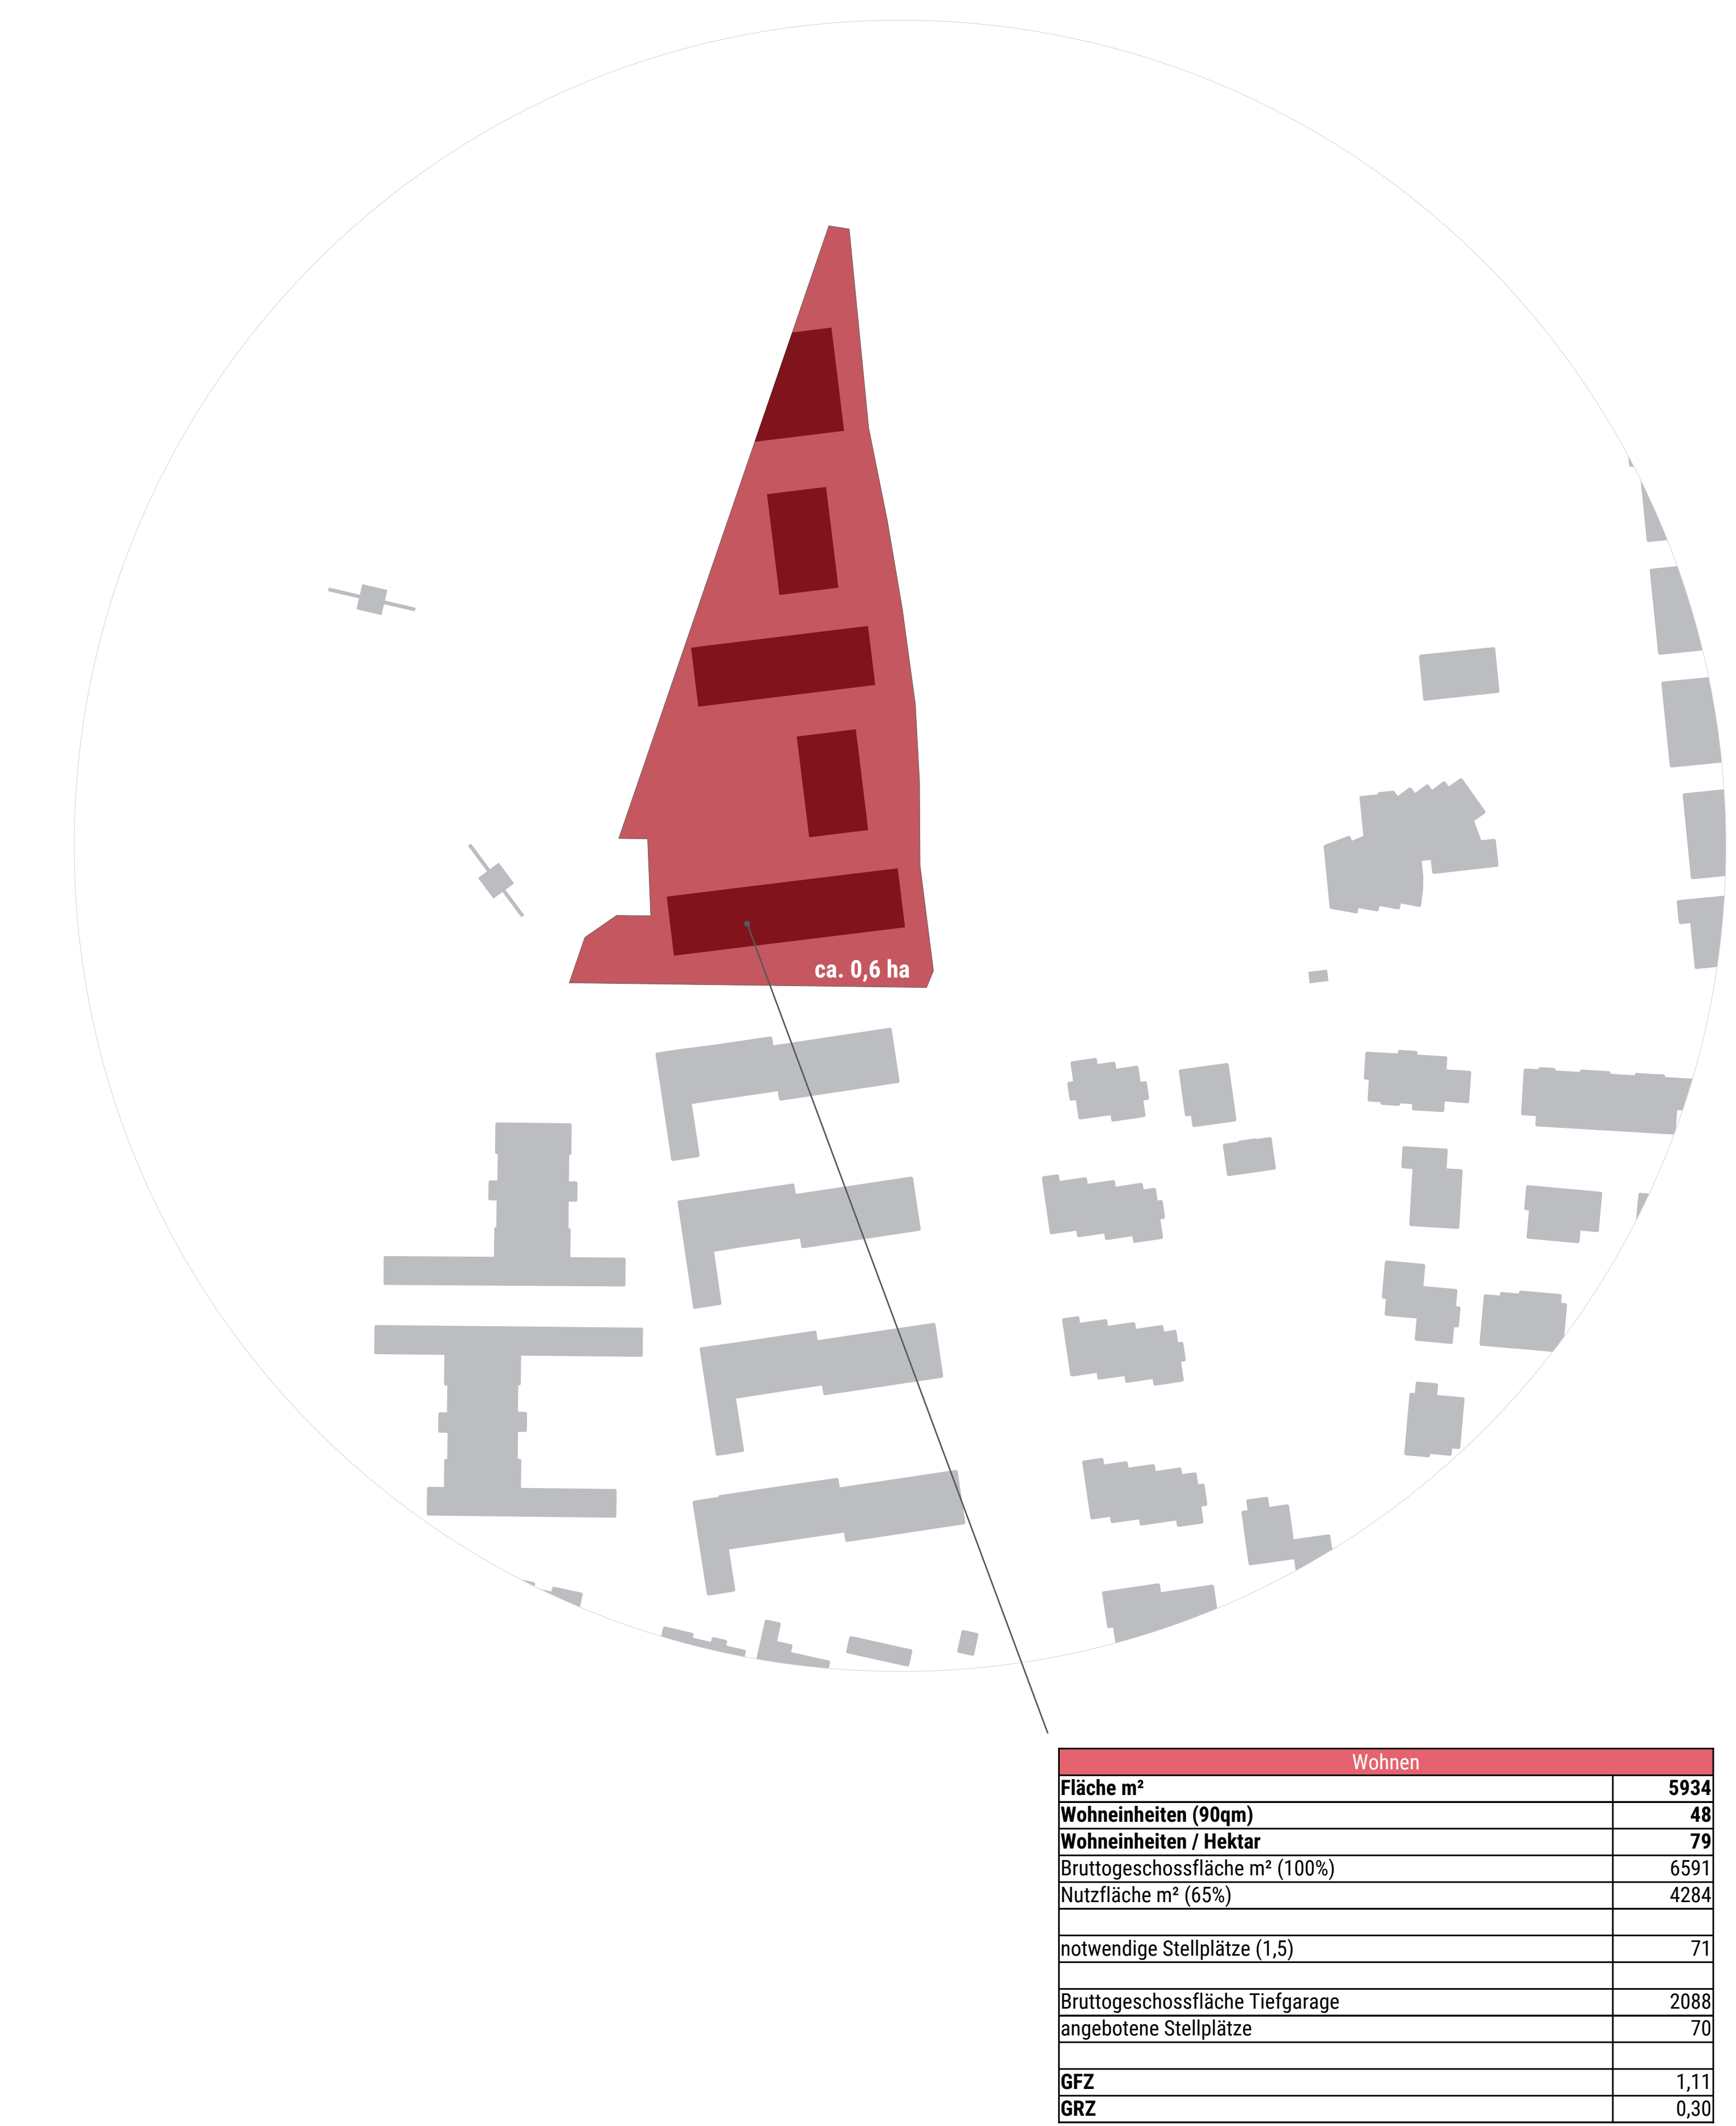 ca. 0,6 ha
Wohnen
Fläche m² 5934
Wohneinheiten (90qm) 48
Wohneinheiten / Hektar 79
Bruttogeschossfläche m² (100%) 6591
Nutzfläche m² (65%) 4284
notwendige Stellplätze (1,5) 71
Bruttogeschossfläche Tiefgarage 2088
angebotene Stellplätze 70
GFZ 1,11
GRZ 0,30